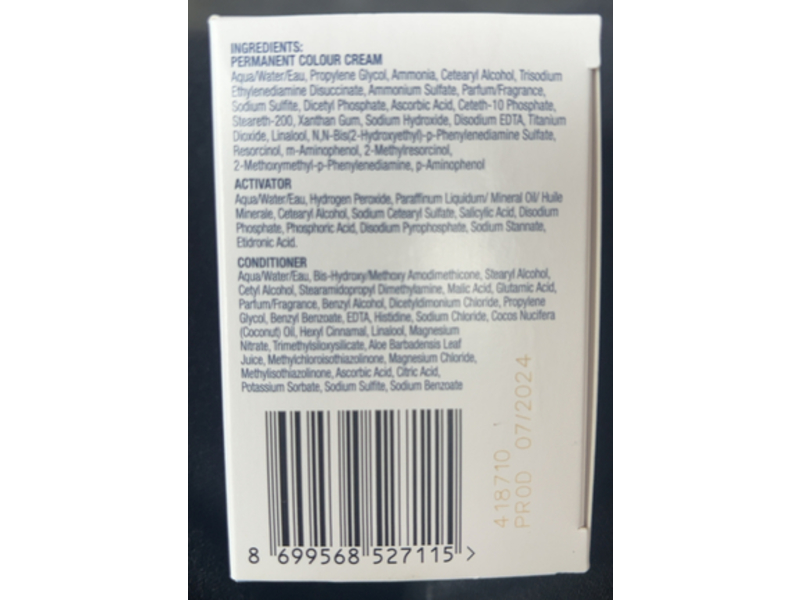 INGREDIENTS:
PERMANENT COLOUR CREAM
Aqua/Water/Eau, Propylene Glycol, Ammonia, Cetearyl Alcohol, Trisodium
Ethylenediamine Disuccinate, Ammonium Sulfate, Parfum/Fragrance,
Sodium Sulfite, Dicetyl Phosphate, Ascorbic Acid, Ceteth-10 Phosphate,
Steareth-200, Xanthan Gum, Sodium Hydroxide, Disodium EDTA, Titanium
Dioxide, Linalool, N,N-Bis(2-Hydroxyethyl)-p-Phenylenediamine Sulfate,
Resorcinol, m-Aminophenol, 2-Methylresorcinol,
2-Methoxymethyl-p-Phenylenediamine, p-Aminophenol
ACTIVATOR
Aqua/Water/Eau, Hydrogen Peroxide, Paraffinum Liquidum/ Mineral Oil/ Huile
Minerale, Cetearyl Alcohol, Sodium Cetearyl Sulfate, Salicylic Acid, Disodium
Phosphate, Phosphoric Acid, Disodium Pyrophosphate, Sodium Stannate,
Etidronic Acid.
CONDITIONER
Aqua/Water/Eau, Bis-Hydroxy/Methoxy Amodimethicone, Stearyl Alcohol,
Cetyl Alcohol, Stearamidopropyl Dimethylamine, Malic Acid, Glutamic Acid,
Parfum/Fragrance, Benzyl Alcohol, Dicetyldimonium Chloride, Propylene
Glycol, Benzyl Benzoate, EDTA, Histidine, Sodium Chloride, Cocos Nucifera
(Coconut) Oil, Hexyl Cinnamal, Linalool, Magnesium
Nitrate, Trimethylsiloxysilicate, Aloe Barbadensis Leaf
Juice, Methylchloroisothiazolinone, Magnesium Chloride,
Methylisothiazolinone, Ascorbic Acid, Citric Acid,
Potassium Sorbate, Sodium Sulfite, Sodium Benzoate
418710
PROD 07/2024
8 699568 527115 >